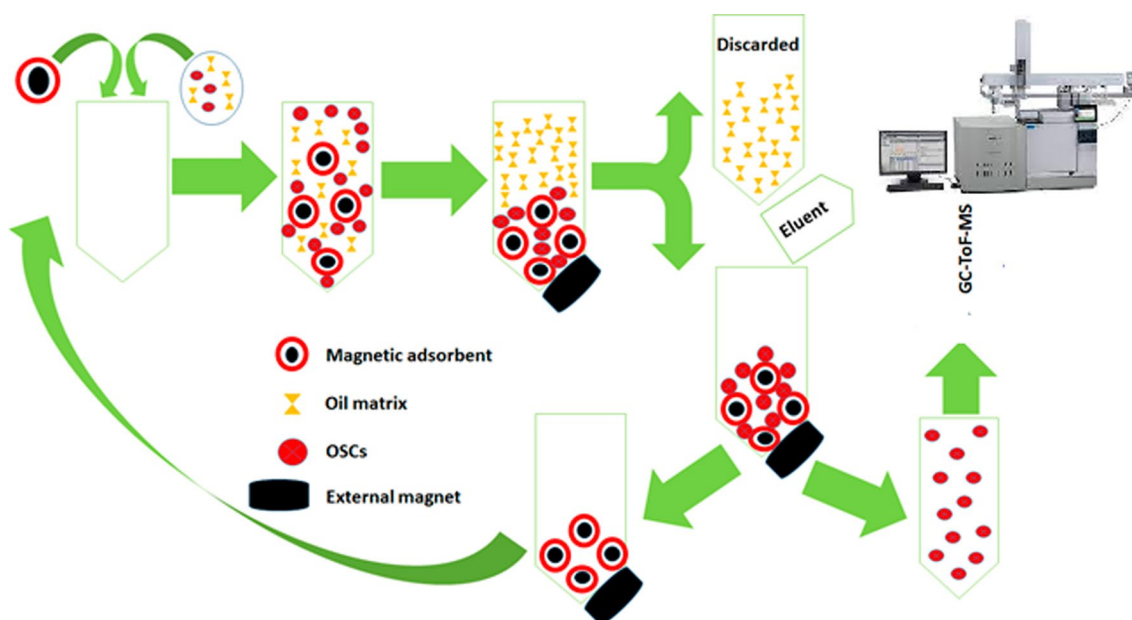 Discarded
Eluent
GC-ToF-MS
Magnetic adsorbent
Oil matrix
OSCs
External magnet